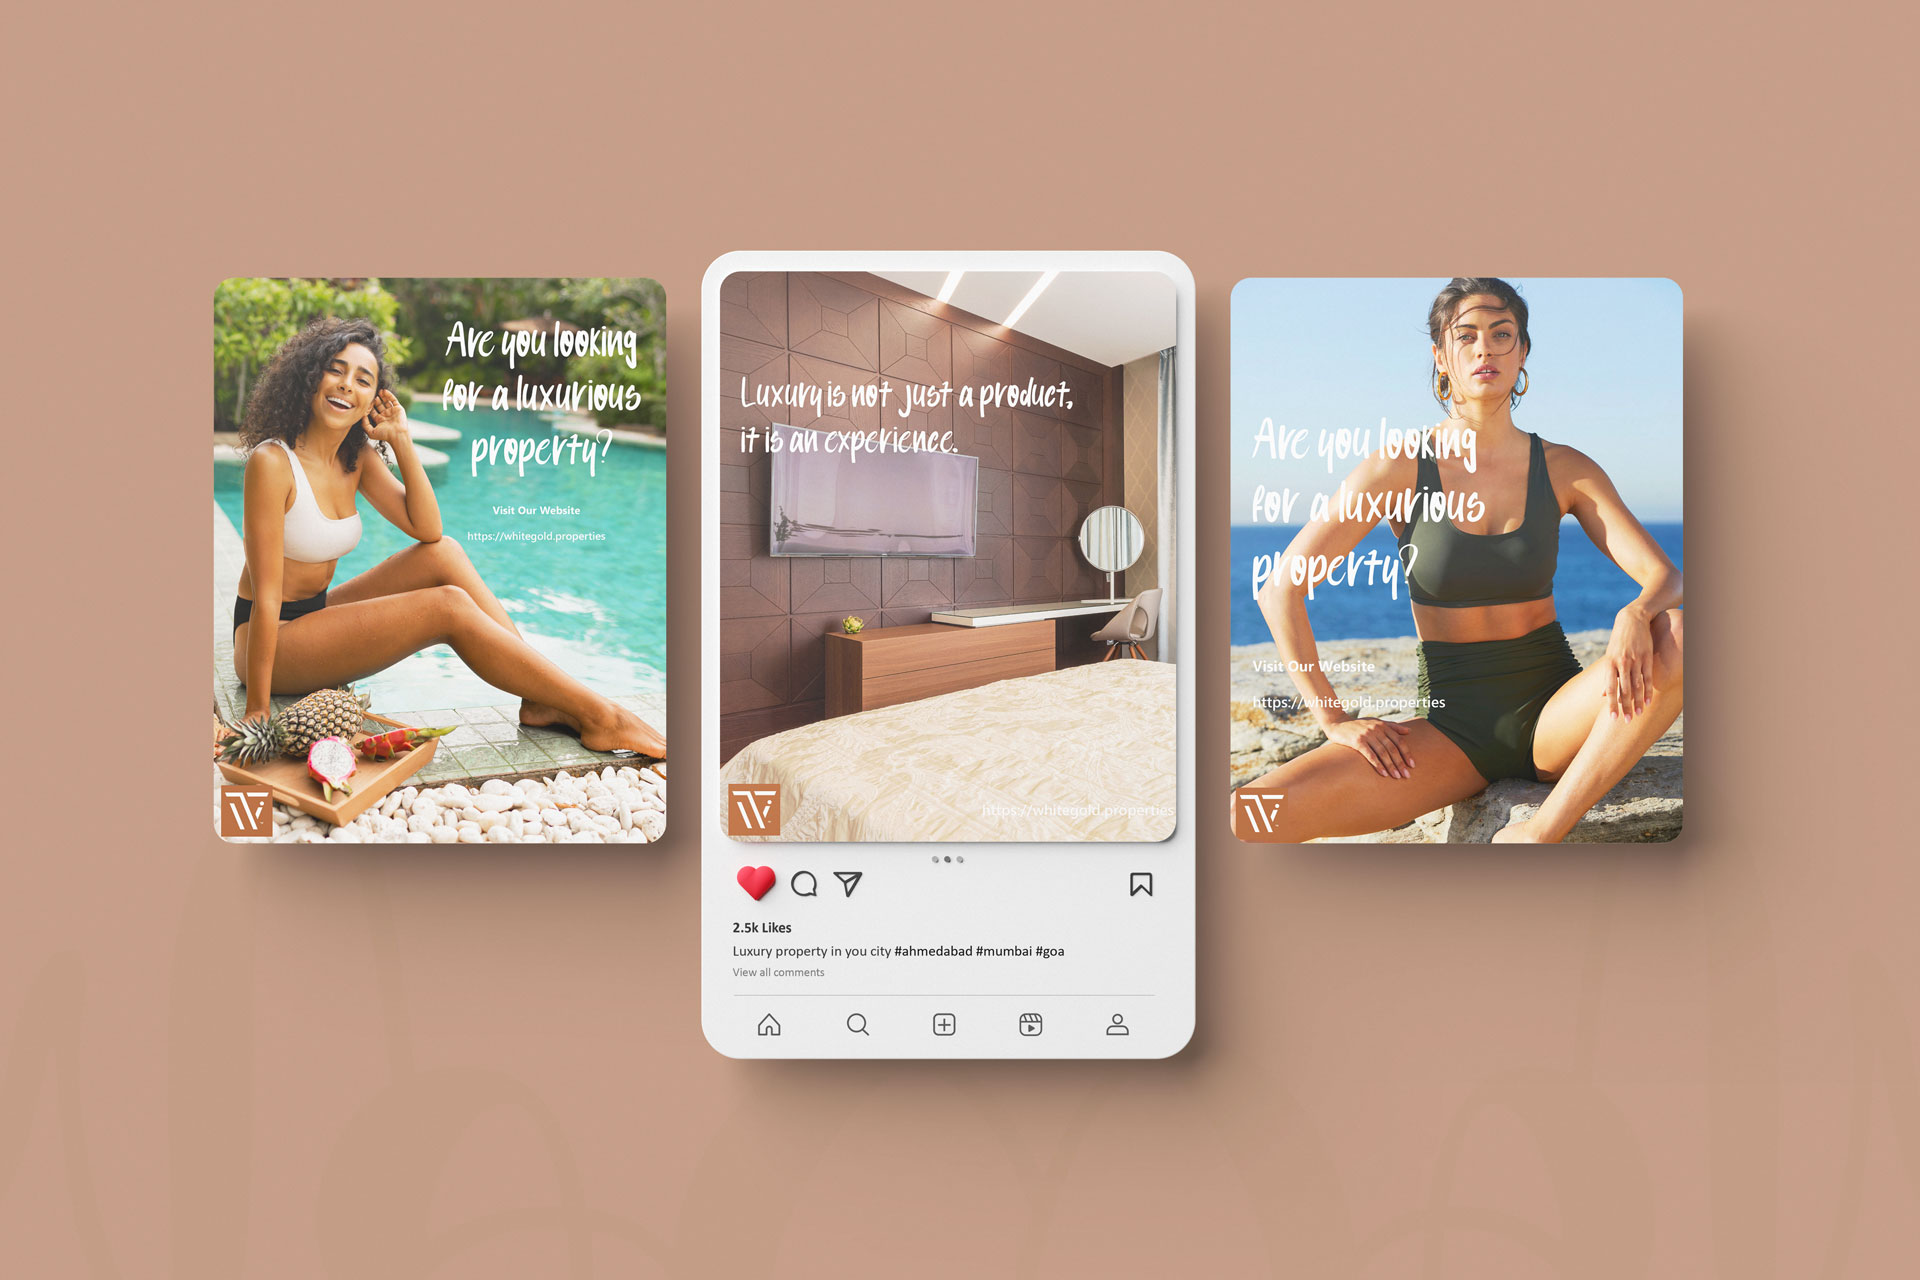 Are you looking
for a luxurious
property?
Visit Our Website
https://whitegold.properties
Luxury is not just a product,
it is an experience.
https://whitegold.properties
2.5k Likes
Luxury property in you city #ahmedabad #mumbai #goa
View all comments
Are you looking
for a luxurious
property?
Visit Our Website
https://whitegold.properties